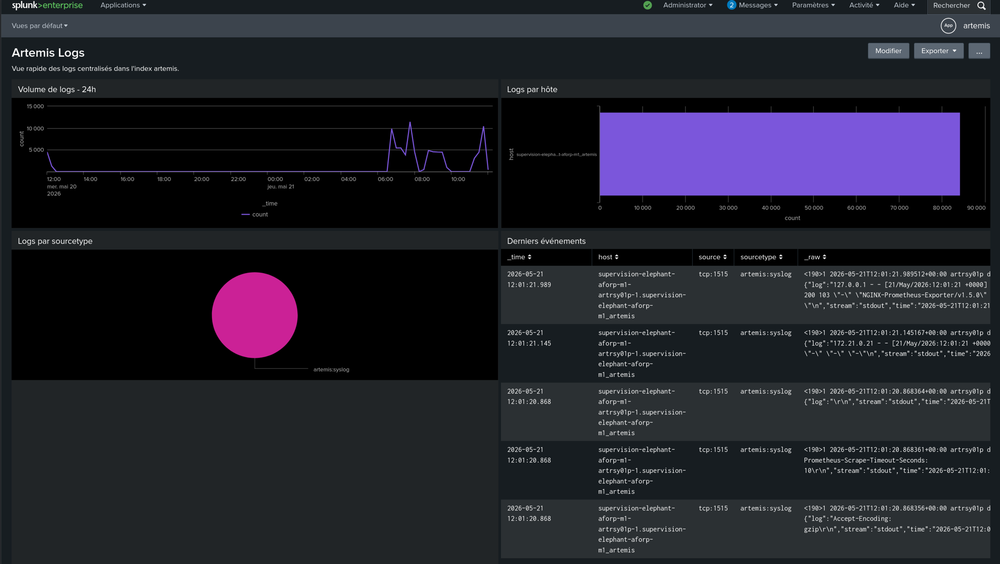 splunk>enterprise Applications Administrator 2 Messages Paramètres Activité Aide Rechercher
Vues par défaut App artemis
Artemis Logs Modifier Exporter ...
Vue rapide des logs centralisés dans l'index artemis.
Volume de logs - 24h
15 000
10 000
5 000
count
12:00 14:00 16:00 18:00 20:00 22:00 00:00 02:00 04:00 06:00 08:00 10:00
mer. mai 20 jeu. mai 21
2026
_time
count
Logs par hôte
host
supervision-elepha...t-aforp-m1_artemis
0 10 000 20 000 30 000 40 000 50 000 60 000 70 000 80 000 90 000
count
Logs par sourcetype
artemis:syslog
Derniers événements
_time host source sourcetype _raw
2026-05-21 supervision-elephant- tcp:1515 artemis:syslog <190>1 2026-05-21T12:01:21.989512+00:00 artrsy01p d
12:01:21.989 aforp-m1- {"log":"127.0.0.1 - - [21/May/2026:12:01:21 +0000]
artrsy01p-1.supervision- 200 103 \"-\" \"NGINX-Prometheus-Exporter/v1.5.0\"
elephant-aforp- \"\n","stream":"stdout","time":"2026-05-21T12:01:21
m1_artemis
2026-05-21 supervision-elephant- tcp:1515 artemis:syslog <190>1 2026-05-21T12:01:21.145167+00:00 artrsy01p d
12:01:21.145 aforp-m1- {"log":"172.21.0.21 - - [21/May/2026:12:01:21 +0000
artrsy01p-1.supervision- \"-\" \"-\" \"-\"\n","stream":"stdout","time":"2026
elephant-aforp-
m1_artemis
2026-05-21 supervision-elephant- tcp:1515 artemis:syslog <190>1 2026-05-21T12:01:20.868364+00:00 artrsy01p d
12:01:20.868 aforp-m1- {"log":"\r\n","stream":"stdout","time":"2026-05-21T
artrsy01p-1.supervision-
elephant-aforp-
m1_artemis
2026-05-21 supervision-elephant- tcp:1515 artemis:syslog <190>1 2026-05-21T12:01:20.868361+00:00 artrsy01p d
12:01:20.868 aforp-m1- Prometheus-Scrape-Timeout-Seconds:
artrsy01p-1.supervision- 10\r\n","stream":"stdout","time":"2026-05-21T12:01:
elephant-aforp-
m1_artemis
2026-05-21 supervision-elephant- tcp:1515 artemis:syslog <190>1 2026-05-21T12:01:20.868356+00:00 artrsy01p d
12:01:20.868 aforp-m1- {"log":"Accept-Encoding:
artrsy01p-1.supervision- gzip\r\n","stream":"stdout","time":"2026-05-21T12:0
elephant-aforp-
m1_artemis